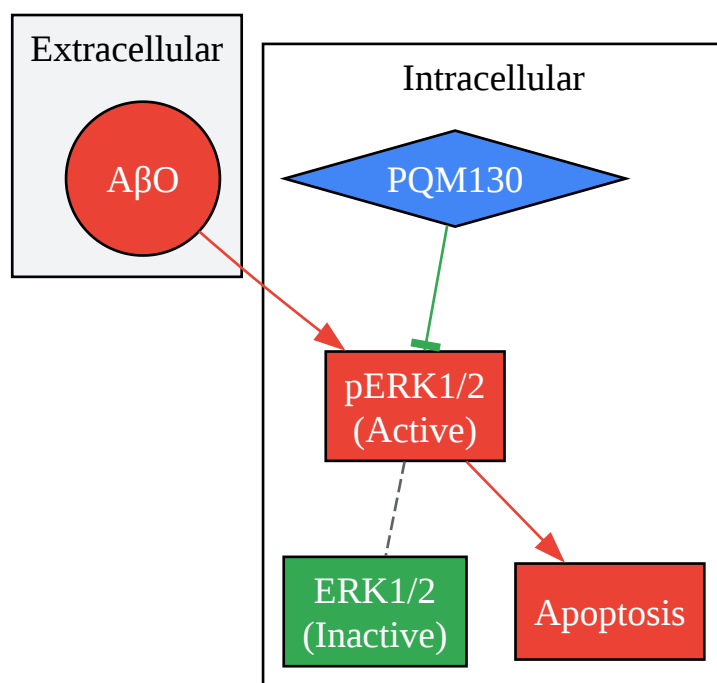 Extracellular
Intracellular
AβO
PQM130
pERK1/2
(Active)
ERK1/2
(Inactive)
Apoptosis